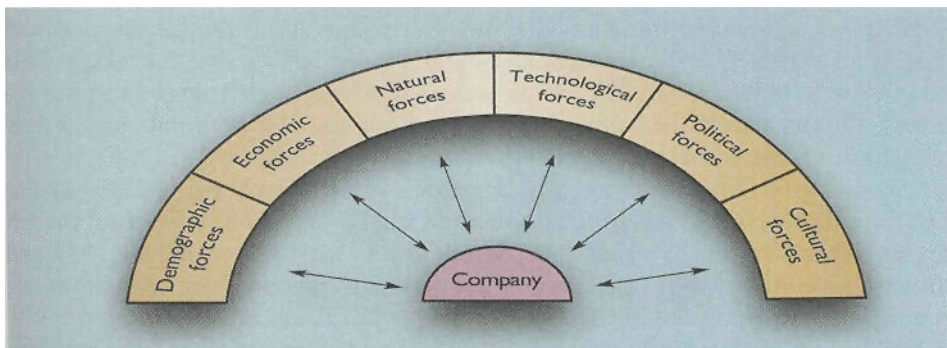 Demographic
forces
Economic
forces
Natural
forces
Technological
forces
Political
forces
Cultural
forces
Company